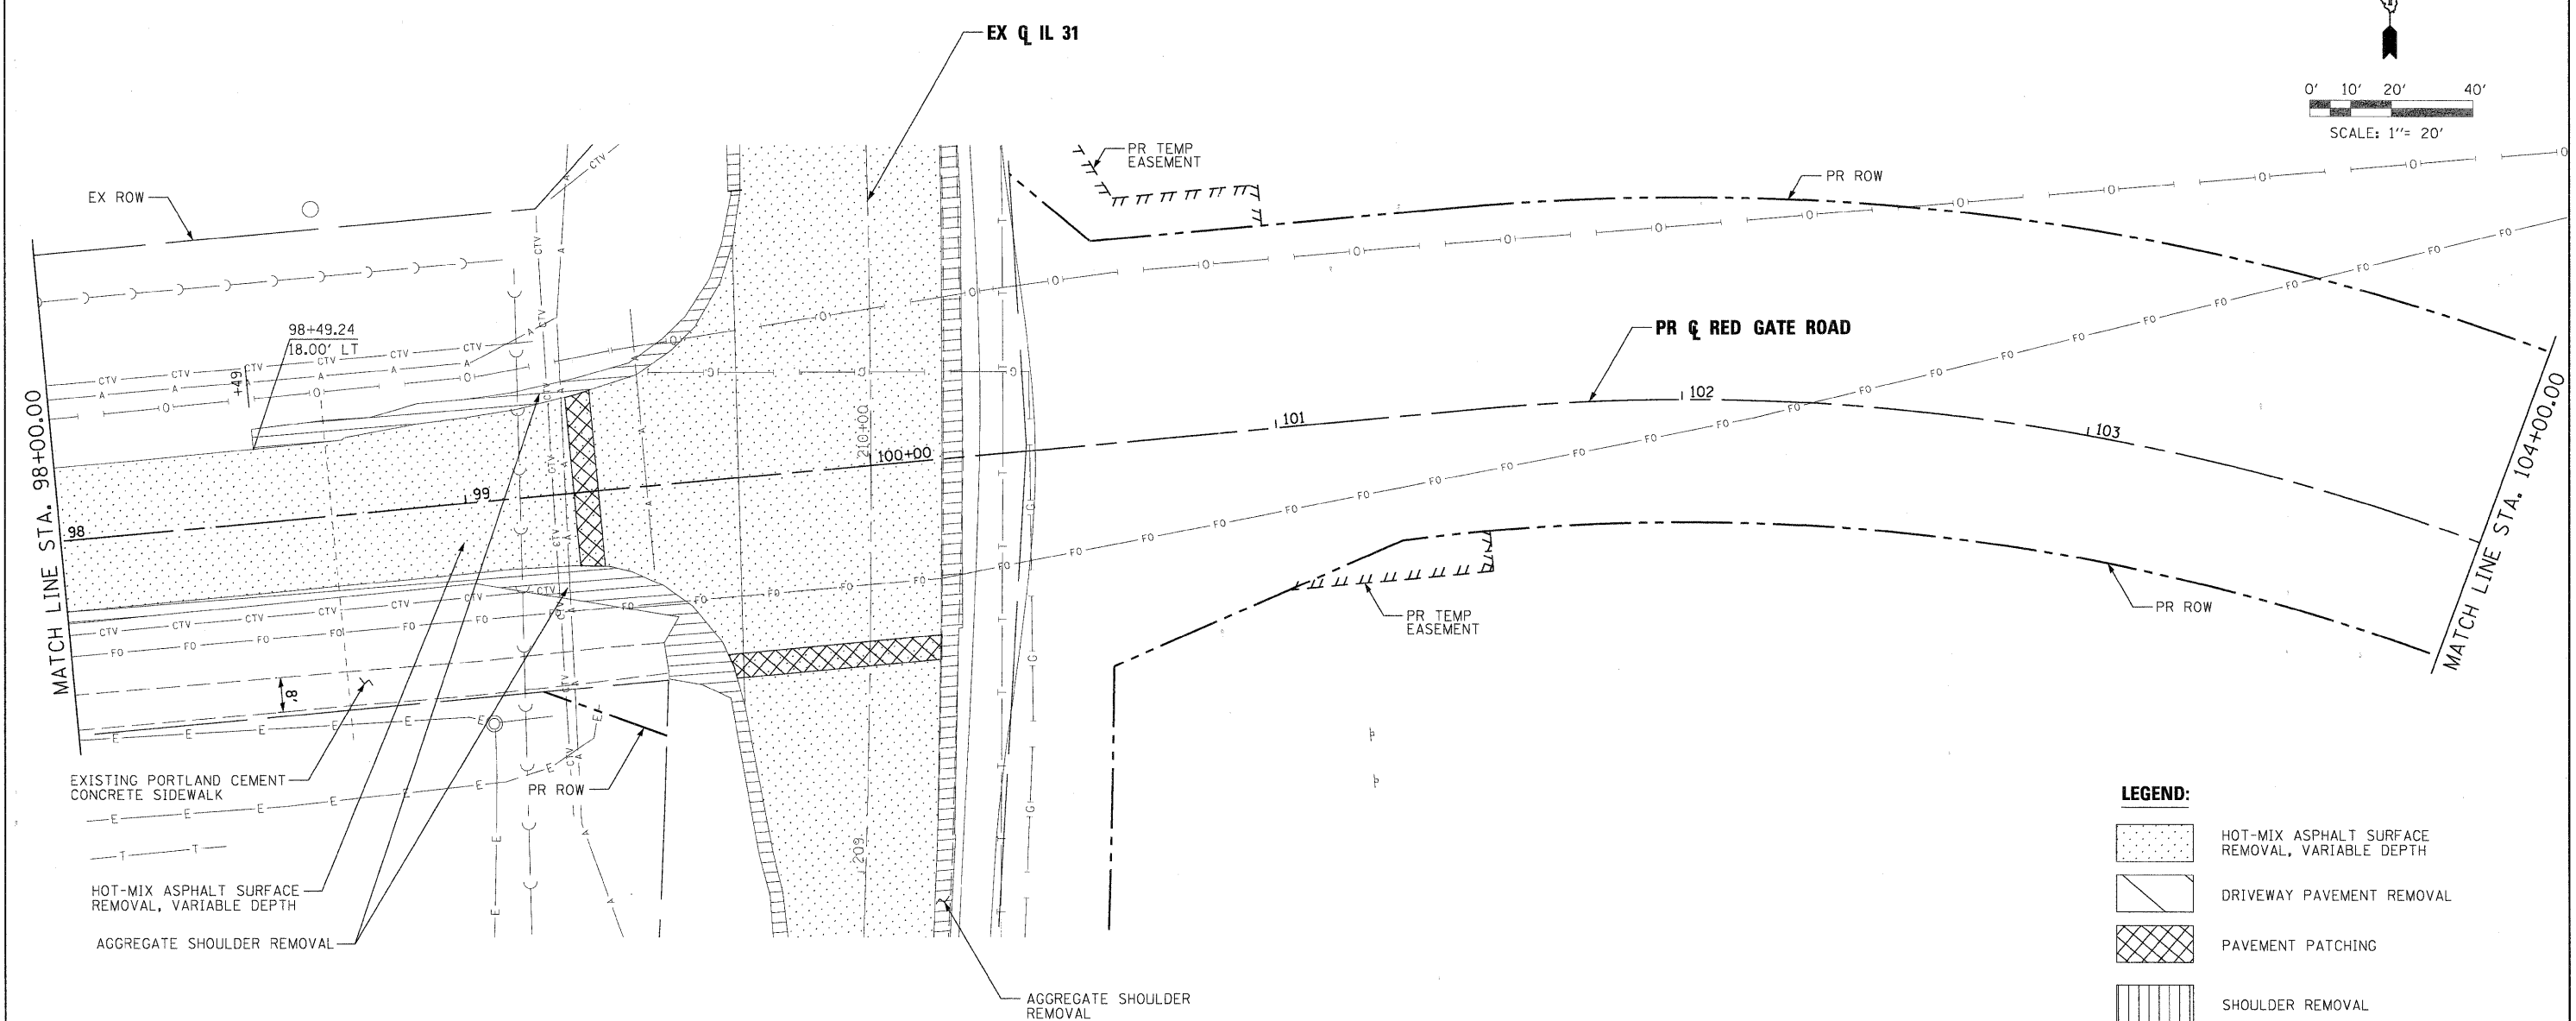 EX ℄ IL 31
0' 10' 20' 40'
SCALE: 1"= 20'
PR TEMP
EASEMENT
PR ROW
EX ROW
98+49.24
18.00' LT
+49
PR ℄ RED GATE ROAD
MATCH LINE STA. 98+00.00
98
99
210+00
100+00
101
102
103
MATCH LINE STA. 104+00.00
PR TEMP
EASEMENT
PR ROW
8'
EXISTING PORTLAND CEMENT
CONCRETE SIDEWALK
PR ROW
209
HOT-MIX ASPHALT SURFACE
REMOVAL, VARIABLE DEPTH
AGGREGATE SHOULDER REMOVAL
AGGREGATE SHOULDER
REMOVAL
LEGEND:
HOT-MIX ASPHALT SURFACE
REMOVAL, VARIABLE DEPTH
DRIVEWAY PAVEMENT REMOVAL
PAVEMENT PATCHING
SHOULDER REMOVAL